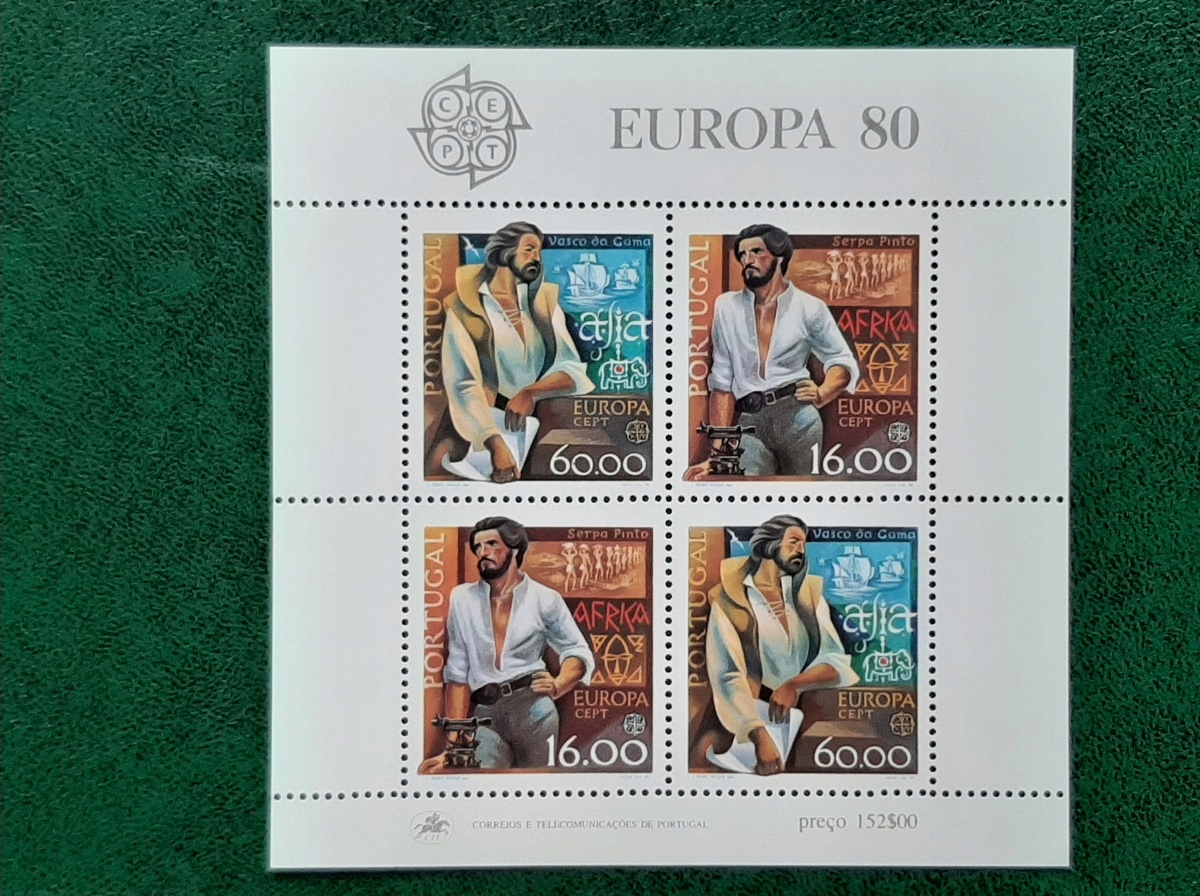 C E
P T
EUROPA 80
PORTUGAL
Vasco da Gama
aſia
EUROPA
CEPT
60.00
PORTUGAL
Serpa Pinto
AFRICA
EUROPA
CEPT
16.00
PORTUGAL
Serpa Pinto
AFRICA
EUROPA
CEPT
16.00
PORTUGAL
Vasco da Gama
aſia
EUROPA
CEPT
60.00
CTT
CORREIOS E TELECOMUNICAÇÕES DE PORTUGAL
preço 152$00